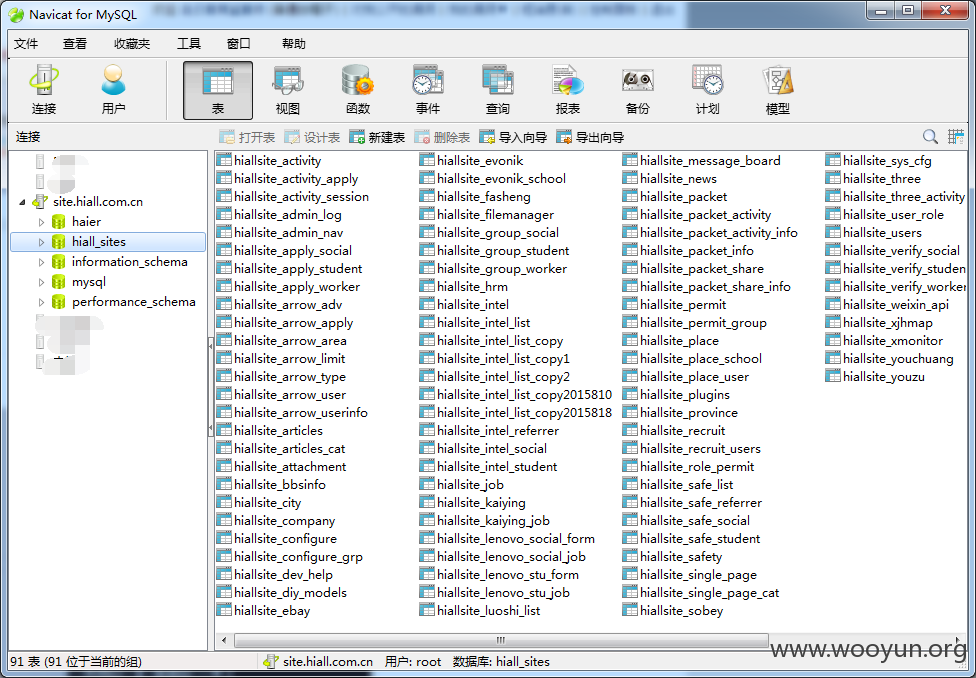 Navicat for MySQL
文件 查看 收藏夹 工具 窗口 帮助
连接 用户 表 视图 函数 事件 查询 报表 备份 计划 模型
连接 打开表 设计表 新建表 删除表 导入向导 导出向导
site.hiall.com.cn
haier
hiall_sites
information_schema
mysql
performance_schema
hiallsite_activity
hiallsite_activity_apply
hiallsite_activity_session
hiallsite_admin_log
hiallsite_admin_nav
hiallsite_apply_social
hiallsite_apply_student
hiallsite_apply_worker
hiallsite_arrow_adv
hiallsite_arrow_apply
hiallsite_arrow_area
hiallsite_arrow_limit
hiallsite_arrow_type
hiallsite_arrow_user
hiallsite_arrow_userinfo
hiallsite_articles
hiallsite_articles_cat
hiallsite_attachment
hiallsite_bbsinfo
hiallsite_city
hiallsite_company
hiallsite_configure
hiallsite_configure_grp
hiallsite_dev_help
hiallsite_diy_models
hiallsite_ebay
hiallsite_evonik
hiallsite_evonik_school
hiallsite_fasheng
hiallsite_filemanager
hiallsite_group_social
hiallsite_group_student
hiallsite_group_worker
hiallsite_hrm
hiallsite_intel
hiallsite_intel_list
hiallsite_intel_list_copy
hiallsite_intel_list_copy1
hiallsite_intel_list_copy2
hiallsite_intel_list_copy2015810
hiallsite_intel_list_copy2015818
hiallsite_intel_referrer
hiallsite_intel_social
hiallsite_intel_student
hiallsite_job
hiallsite_kaiying
hiallsite_kaiying_job
hiallsite_lenovo_social_form
hiallsite_lenovo_social_job
hiallsite_lenovo_stu_form
hiallsite_lenovo_stu_job
hiallsite_luoshi_list
hiallsite_message_board
hiallsite_news
hiallsite_packet
hiallsite_packet_activity
hiallsite_packet_activity_info
hiallsite_packet_info
hiallsite_packet_share
hiallsite_packet_share_info
hiallsite_permit
hiallsite_permit_group
hiallsite_place
hiallsite_place_school
hiallsite_place_user
hiallsite_plugins
hiallsite_province
hiallsite_recruit
hiallsite_recruit_users
hiallsite_role_permit
hiallsite_safe_list
hiallsite_safe_referrer
hiallsite_safe_social
hiallsite_safe_student
hiallsite_safety
hiallsite_single_page
hiallsite_single_page_cat
hiallsite_sobey
hiallsite_sys_cfg
hiallsite_three
hiallsite_three_activity
hiallsite_user_role
hiallsite_users
hiallsite_verify_social
hiallsite_verify_studen
hiallsite_verify_worker
hiallsite_weixin_api
hiallsite_xjhmap
hiallsite_xmonitor
hiallsite_youchuang
hiallsite_youzu
91 表 (91 位于当前的组) site.hiall.com.cn 用户: root 数据库: hiall_sites
www.wooyun.org